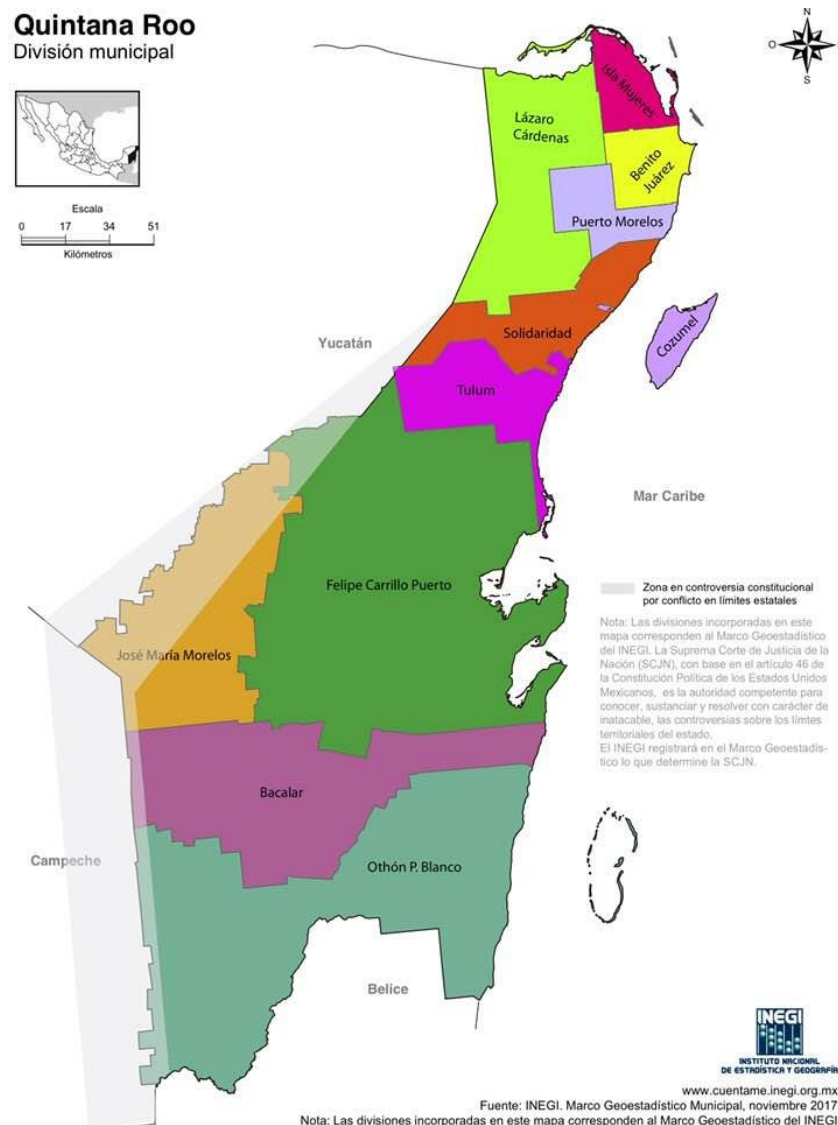 Quintana Roo
División municipal
N
O
E
S
Escala
0 17 34 51
Kilómetros
Isla Mujeres
Lázaro
Cárdenas
Benito
Juárez
Puerto Morelos
Solidaridad
Cozumel
Yucatán
Tulum
Mar Caribe
Felipe Carrillo Puerto
Zona en controversia constitucional
por conflicto en límites estatales
Nota: Las divisiones incorporadas en este
mapa corresponden al Marco Geoestadístico
del INEGI. La Suprema Corte de Justicia de la
Nación (SCJN), con base en el artículo 46 de
la Constitución Política de los Estados Unidos
Mexicanos, es la autoridad competente para
conocer, sustanciar y resolver con carácter de
inatacable, las controversias sobre los límtes
territoriales del estado.
El INEGI registrará en el Marco Geoestadís-
tico lo que determine la SCJN.
José María Morelos
Bacalar
Campeche
Othón P. Blanco
Belice
INEGI
INSTITUTO NACIONAL
DE ESTADÍSTICA Y GEOGRAFÍA
www.cuentame.inegi.org.mx
Fuente: INEGI. Marco Geoestadístico Municipal, noviembre 2017
Nota: Las divisiones incorporadas en este mapa corresponden al Marco Geoestadístico del INEGI